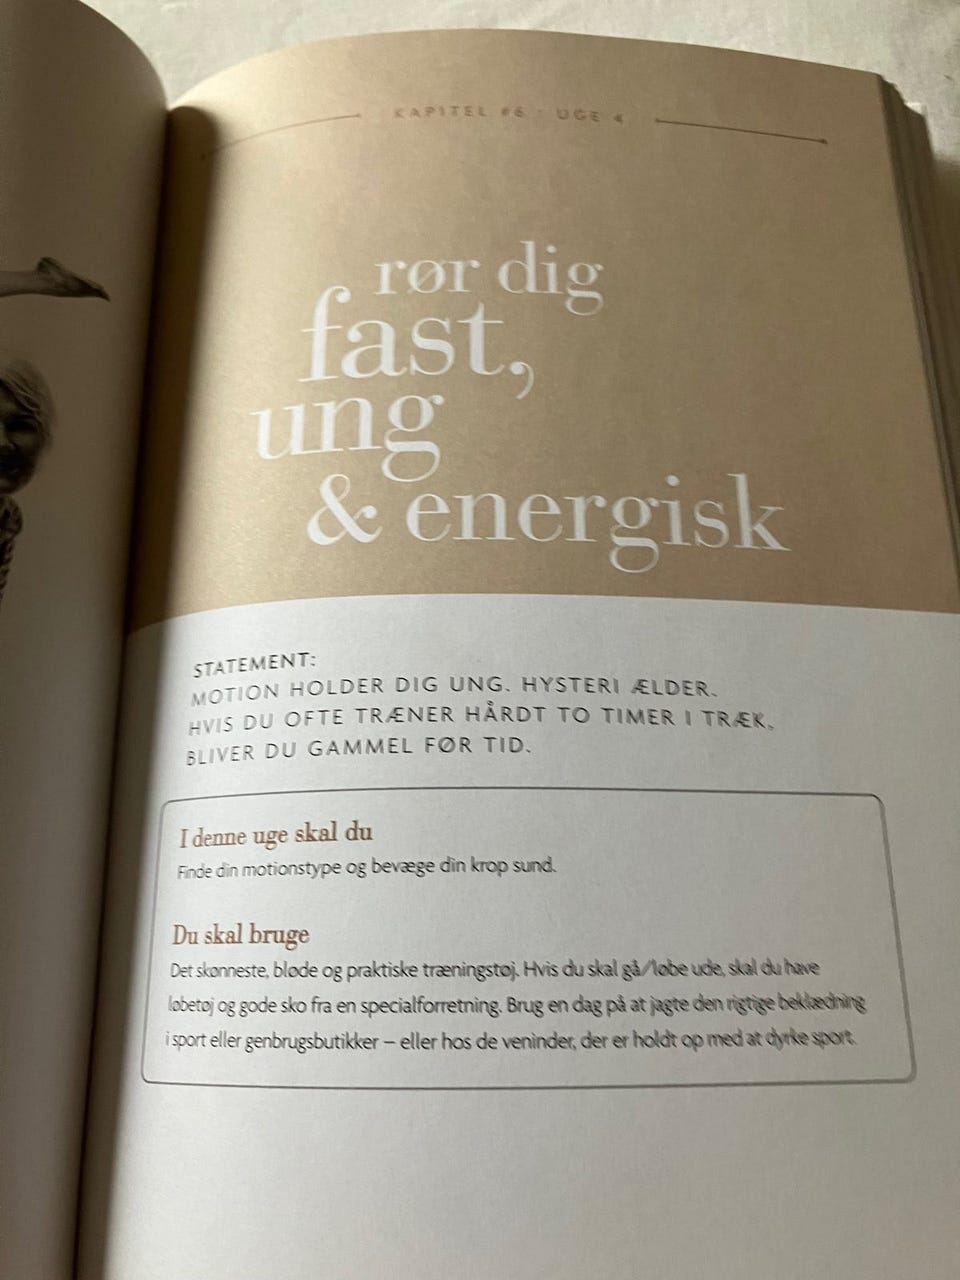 KAPITEL #6 · UGE 4
rør dig
fast,
ung
& energisk
STATEMENT:
MOTION HOLDER DIG UNG. HYSTERI ÆLDER.
HVIS DU OFTE TRÆNER HÅRDT TO TIMER I TRÆK,
BLIVER DU GAMMEL FØR TID.
I denne uge skal du
Finde din motionstype og bevæge din krop sund.
Du skal bruge
Det skønneste, bløde og praktiske træningstøj. Hvis du skal gå/løbe ude, skal du have
løbetøj og gode sko fra en specialforretning. Brug en dag på at jagte den rigtige beklædning
i sport eller genbrugsbutikker – eller hos de veninder, der er holdt op med at dyrke sport.